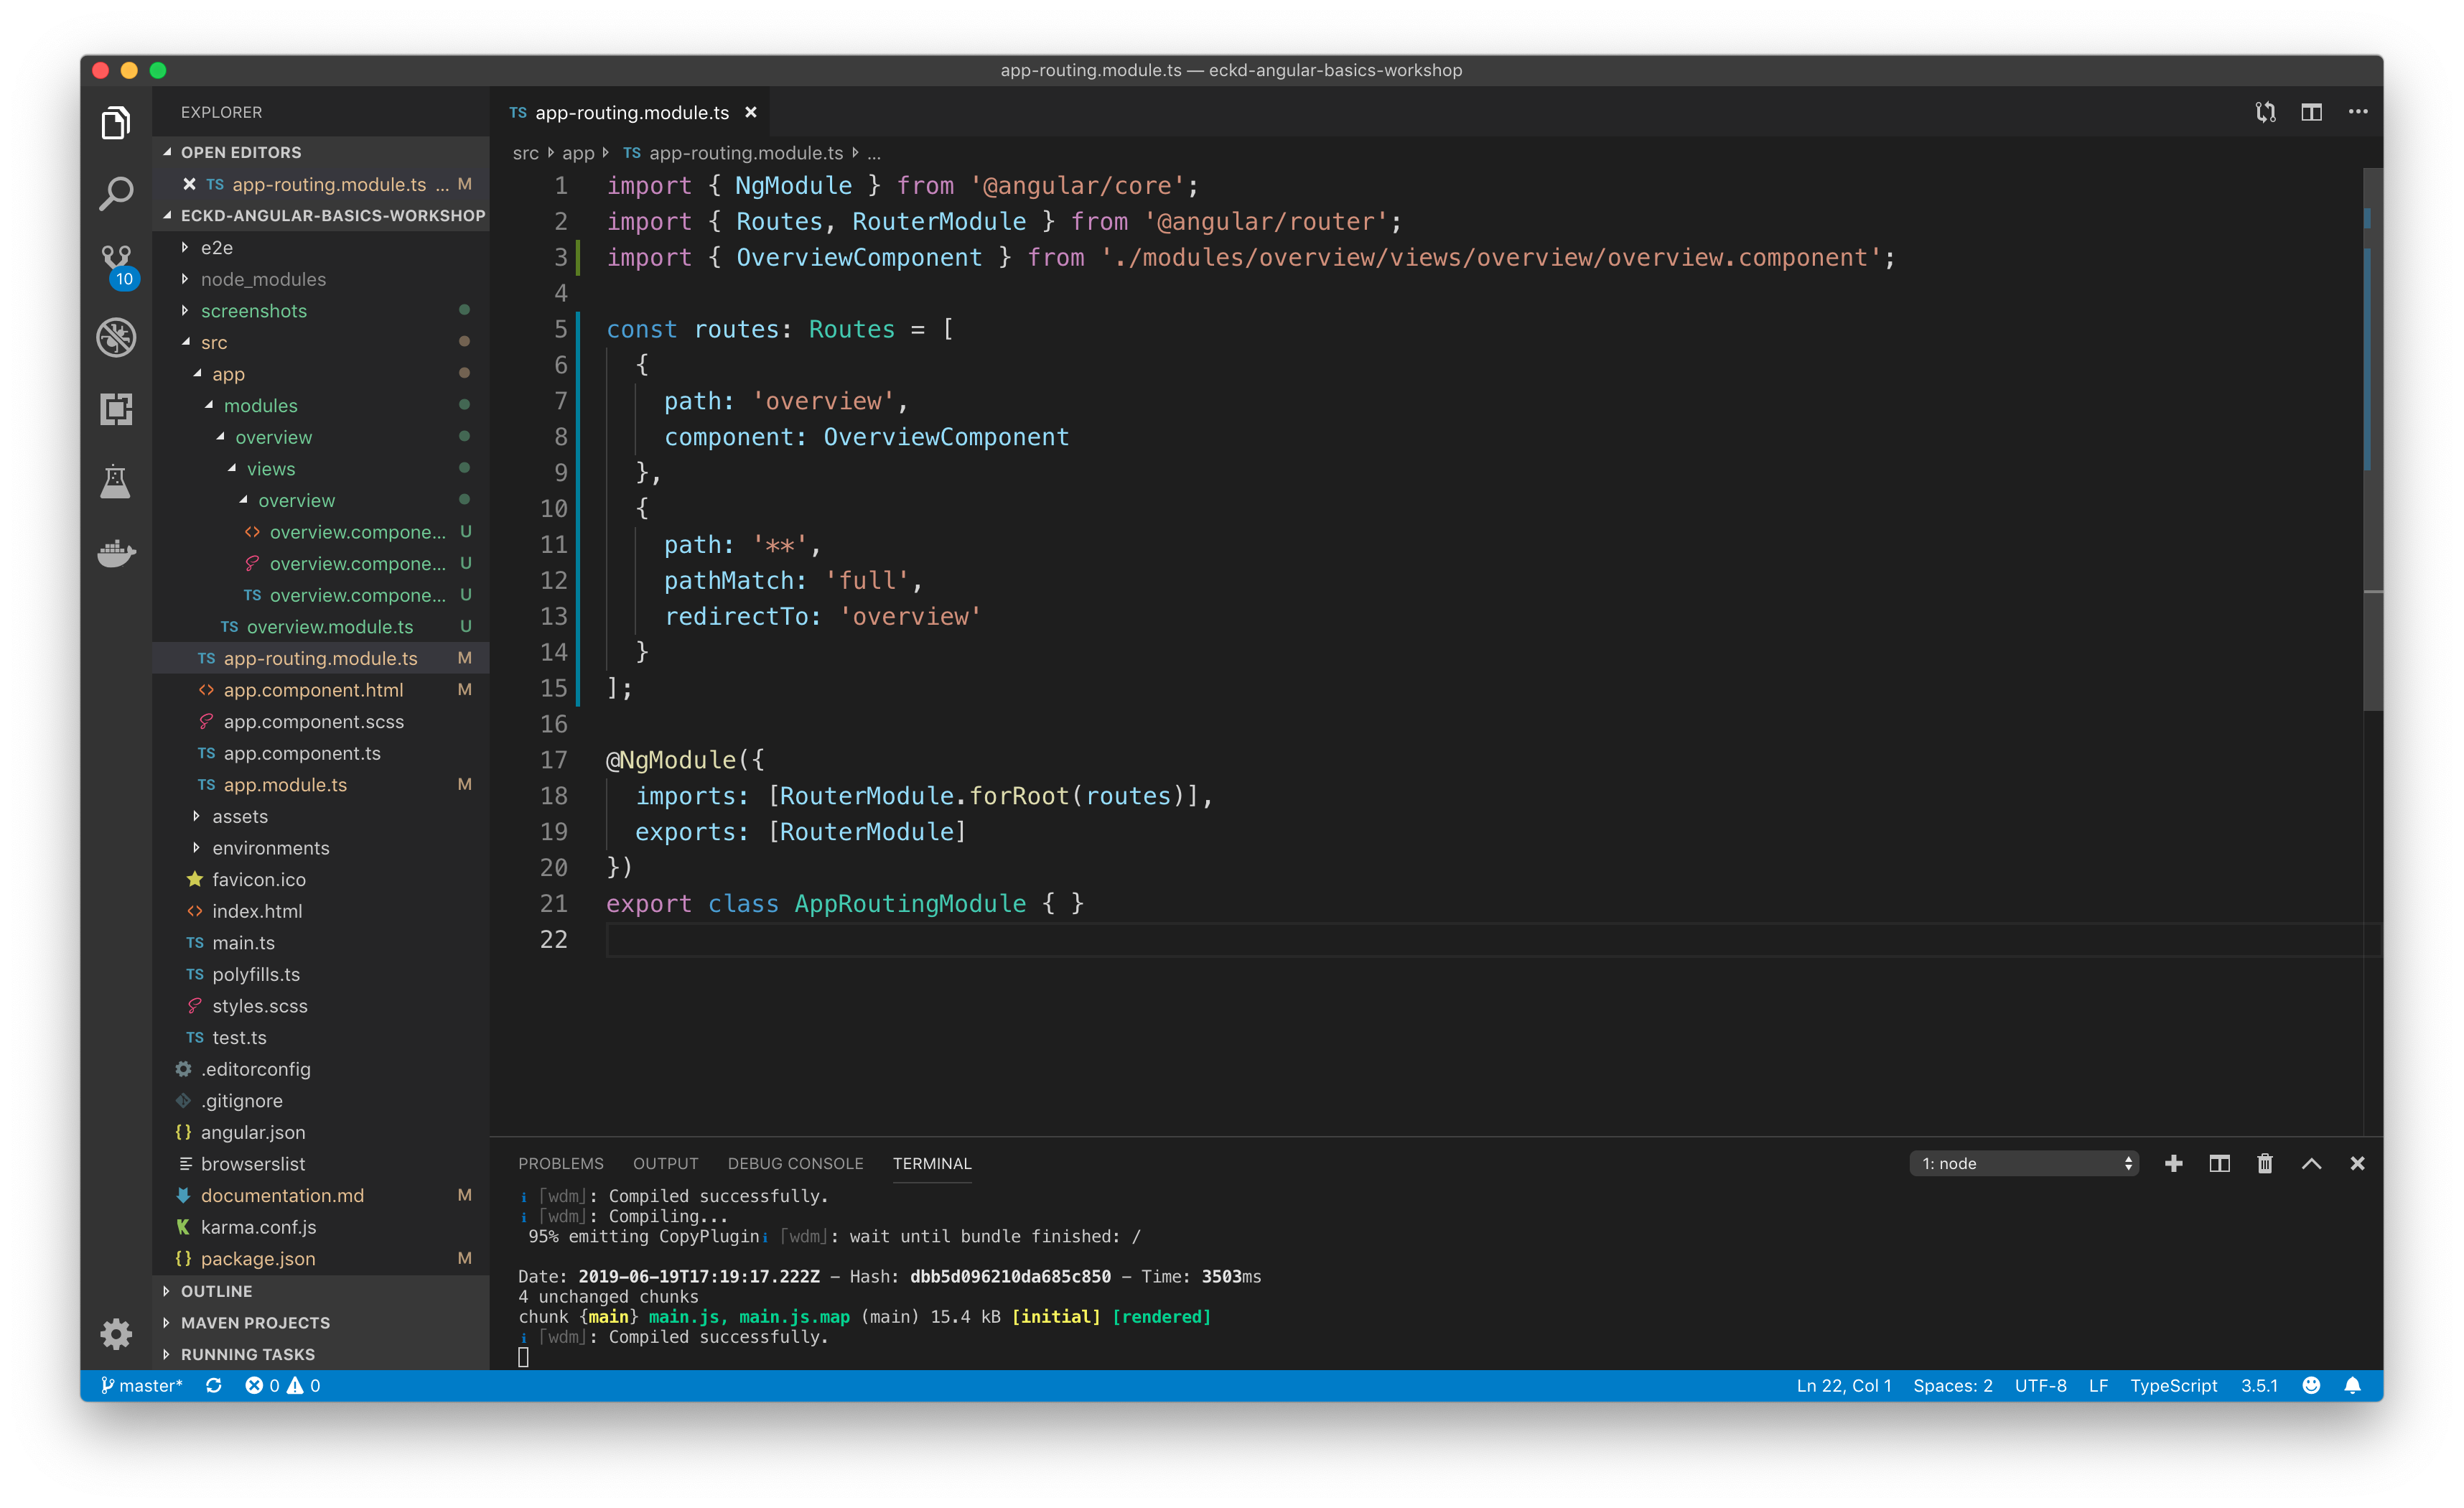 app-routing.module.ts — eckd-angular-basics-workshop
EXPLORER
OPEN EDITORS
TS app-routing.module.ts ... M
ECKD-ANGULAR-BASICS-WORKSHOP
e2e
node_modules
screenshots
src
app
modules
overview
views
overview
<> overview.compone... U
overview.compone... U
TS overview.compone... U
TS overview.module.ts U
TS app-routing.module.ts M
<> app.component.html M
app.component.scss
TS app.component.ts
TS app.module.ts M
assets
environments
favicon.ico
<> index.html
TS main.ts
TS polyfills.ts
styles.scss
TS test.ts
.editorconfig
.gitignore
{} angular.json
browserslist
documentation.md M
karma.conf.js
{} package.json M
OUTLINE
MAVEN PROJECTS
RUNNING TASKS
10
TS app-routing.module.ts
src app TS app-routing.module.ts ...
1 import { NgModule } from '@angular/core';
2 import { Routes, RouterModule } from '@angular/router';
3 import { OverviewComponent } from './modules/overview/views/overview/overview.component';
4
5 const routes: Routes = [
6   {
7     path: 'overview',
8     component: OverviewComponent
9   },
10   {
11     path: '**',
12     pathMatch: 'full',
13     redirectTo: 'overview'
14   }
15 ];
16
17 @NgModule({
18   imports: [RouterModule.forRoot(routes)],
19   exports: [RouterModule]
20 })
21 export class AppRoutingModule { }
22
PROBLEMS OUTPUT DEBUG CONSOLE TERMINAL 1: node
i ⌈wdm⌋: Compiled successfully.
i ⌈wdm⌋: Compiling...
95% emitting CopyPlugini ⌈wdm⌋: wait until bundle finished: /
Date: 2019-06-19T17:19:17.222Z - Hash: dbb5d096210da685c850 - Time: 3503ms
4 unchanged chunks
chunk {main} main.js, main.js.map (main) 15.4 kB [initial] [rendered]
i ⌈wdm⌋: Compiled successfully.
master* 0 0 Ln 22, Col 1 Spaces: 2 UTF-8 LF TypeScript 3.5.1